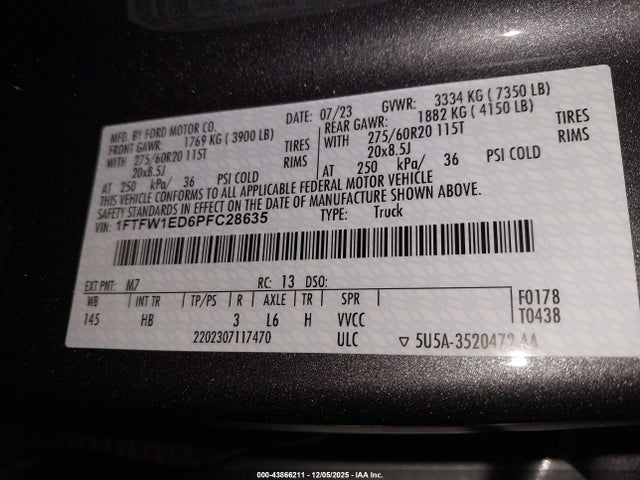 MFD. BY FORD MOTOR CO.
DATE: 07/23 GVWR: 3334 KG ( 7350 LB)
FRONT GAWR: 1769 KG ( 3900 LB) REAR GAWR: 1882 KG ( 4150 LB)
WITH 275/60R20 115T TIRES WITH 275/60R20 115T TIRES
20x8.5J RIMS 20x8.5J RIMS
AT 250 kPa/ 36 PSI COLD AT 250 kPa/ 36 PSI COLD
THIS VEHICLE CONFORMS TO ALL APPLICABLE FEDERAL MOTOR VEHICLE
SAFETY STANDARDS IN EFFECT ON THE DATE OF MANUFACTURE SHOWN ABOVE.
VIN: 1FTFW1ED6PFC28635 TYPE: Truck
EXT PNT: M7 RC: 13 DSO:
WB INT TR TP/PS R AXLE TR SPR F0178
145 HB 3 L6 H VVCC T0438
2202307117470 ULC ▽ 5U5A-3520472 AA
000-43866211 - 12/05/2025 - IAA Inc.